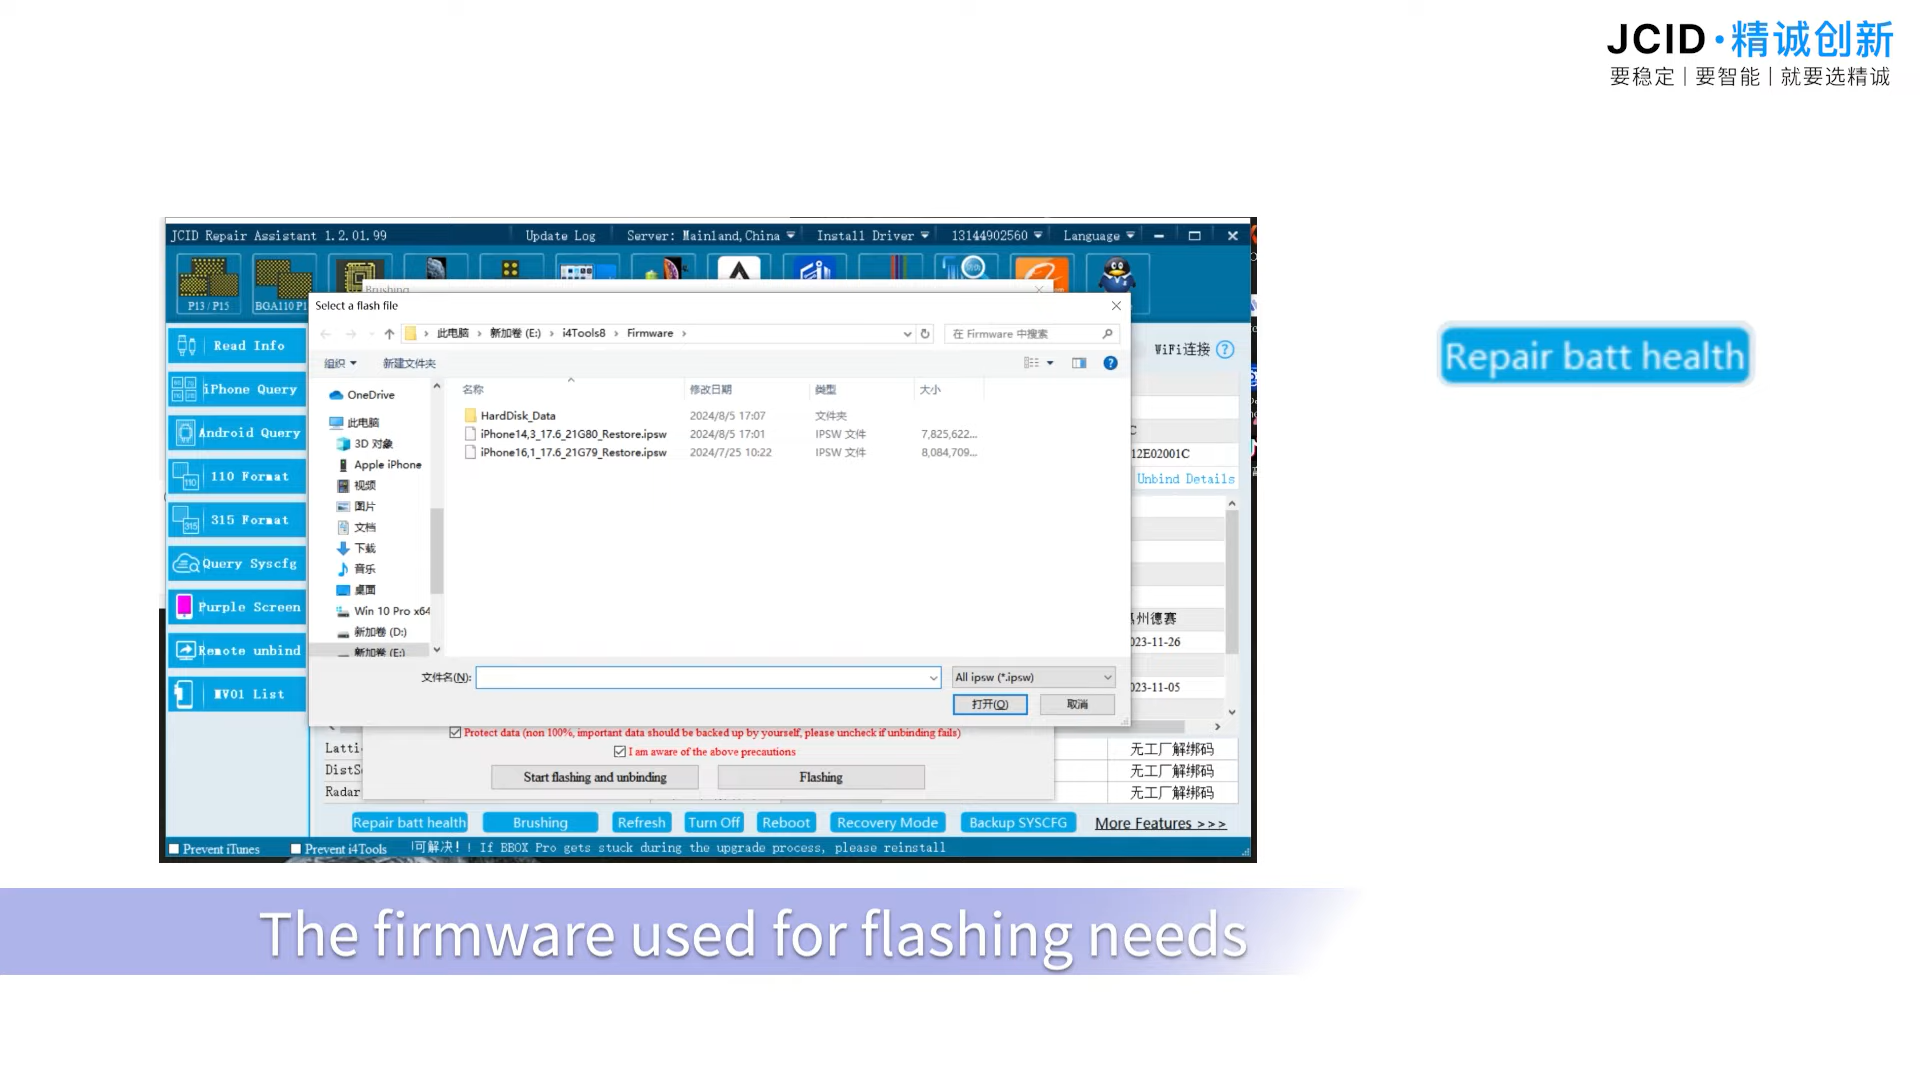 JCID·精诚创新
要稳定|要智能|就要选精诚
JCID Repair Assistant 1.2.01.99
Update Log
Server: Mainland,China
Install Driver
13144902560
Language
P13/P15
BGA110 P1
Brushing
Select a flash file
此电脑 › 新加卷 (E:) › i4Tools8 › Firmware ›
在 Firmware 中搜索
组织
新建文件夹
WiFi连接
Read Info
iPhone Query
Android Query
110 Format
315 Format
Query Syscfg
Purple Screen
Remote unbind
MV01 List
OneDrive
此电脑
3D 对象
Apple iPhone
视频
图片
文档
下载
音乐
桌面
Win 10 Pro x64
新加卷 (D:)
新加卷 (E:)
名称 修改日期 类型 大小
HardDisk_Data 2024/8/5 17:07 文件夹
iPhone14,3_17.6_21G80_Restore.ipsw 2024/8/5 17:01 IPSW 文件 7,825,622...
iPhone16,1_17.6_21G79_Restore.ipsw 2024/7/25 10:22 IPSW 文件 8,084,709...
12E02001C
Unbind Details
州德赛
023-11-26
023-11-05
文件名(N):
All ipsw (*.ipsw)
打开(O)
取消
Protect data (non 100%, important data should be backed up by yourself, please uncheck if unbinding fails)
I am aware of the above precautions
Start flashing and unbinding
Flashing
Latti
DistS
Radar
无工厂解绑码
无工厂解绑码
无工厂解绑码
Repair batt health
Brushing
Refresh
Turn Off
Reboot
Recovery Mode
Backup SYSCFG
More Features >>>
Prevent iTunes
Prevent i4Tools
可解决!! If BBOX Pro gets stuck during the upgrade process, please reinstall
Repair batt health
The firmware used for flashing needs